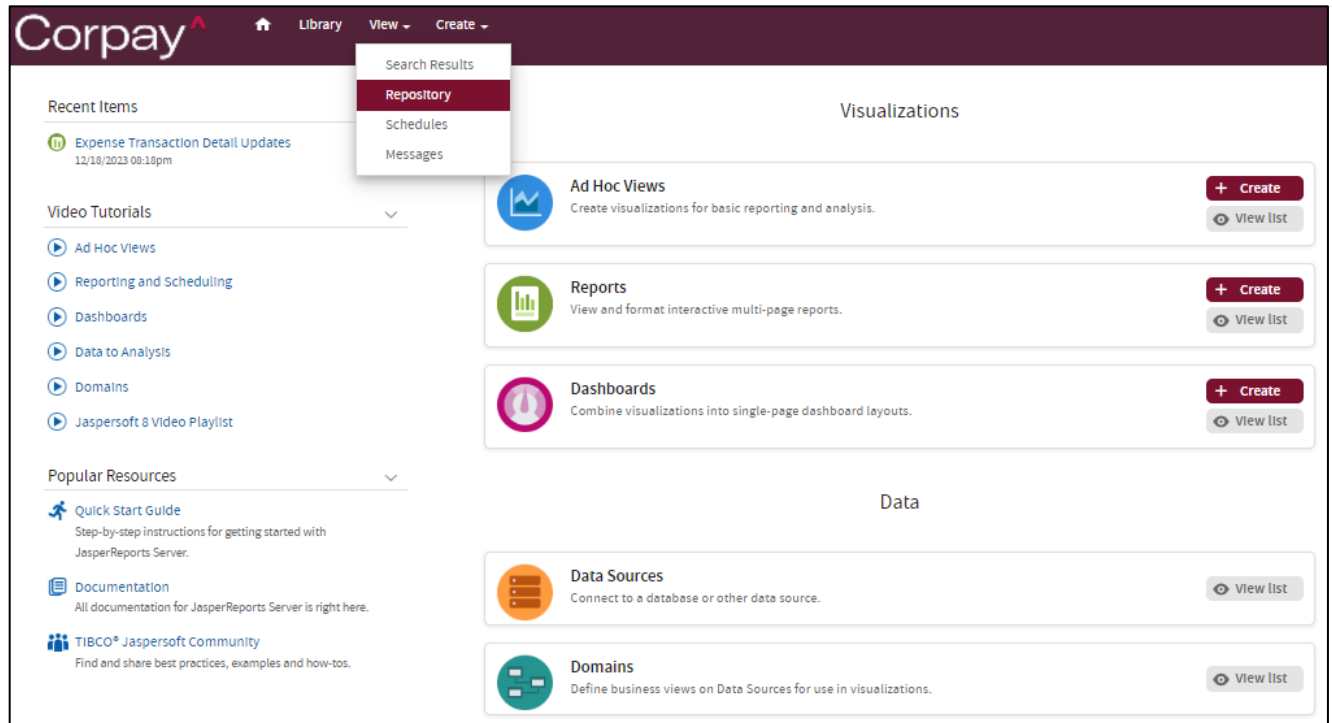 Corpay^
Library
View
Create
Search Results
Repository
Schedules
Messages
Recent Items
Expense Transaction Detail Updates
12/18/2023 08:18pm
Video Tutorials
Ad Hoc Views
Reporting and Scheduling
Dashboards
Data to Analysis
Domains
Jaspersoft 8 Video Playlist
Popular Resources
Quick Start Guide
Step-by-step instructions for getting started with
JasperReports Server.
Documentation
All documentation for JasperReports Server is right here.
TIBCO® Jaspersoft Community
Find and share best practices, examples and how-tos.
Visualizations
Ad Hoc Views
Create visualizations for basic reporting and analysis.
+ Create
View list
Reports
View and format interactive multi-page reports.
+ Create
View list
Dashboards
Combine visualizations into single-page dashboard layouts.
+ Create
View list
Data
Data Sources
Connect to a database or other data source.
View list
Domains
Define business views on Data Sources for use in visualizations.
View list